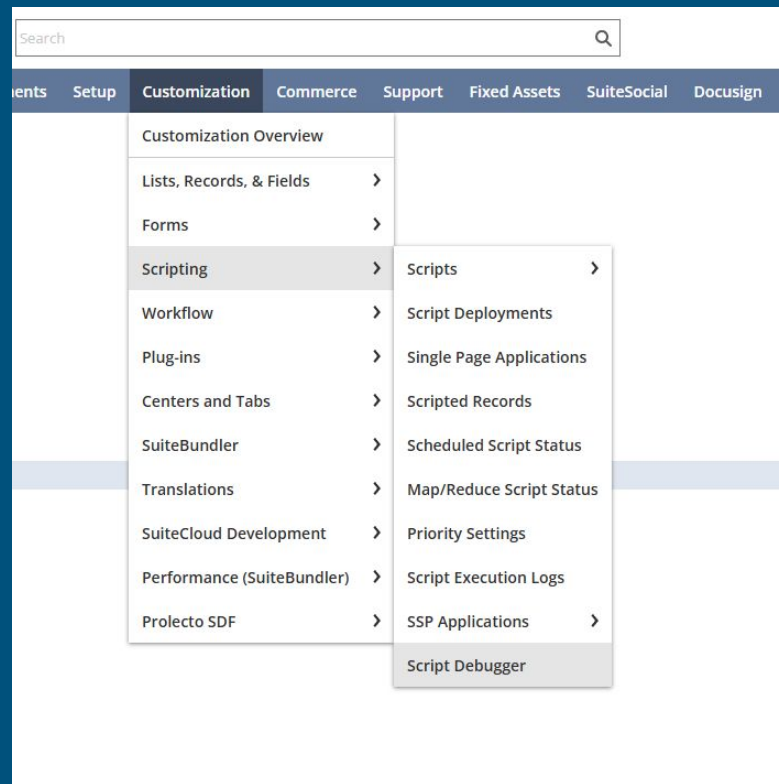 Search
Setup Customization Commerce Support Fixed Assets SuiteSocial Docusign
Customization Overview
Lists, Records, & Fields
Forms
Scripting
Workflow
Plug-ins
Centers and Tabs
SuiteBundler
Translations
SuiteCloud Development
Performance (SuiteBundler)
Prolecto SDF
Scripts
Script Deployments
Single Page Applications
Scripted Records
Scheduled Script Status
Map/Reduce Script Status
Priority Settings
Script Execution Logs
SSP Applications
Script Debugger